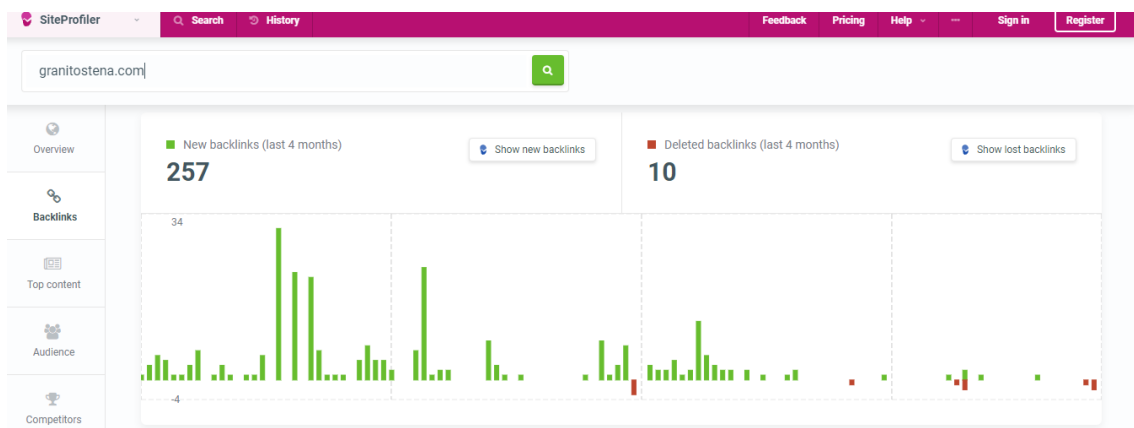 SiteProfiler Search History Feedback Pricing Help Sign in Register
granitostena.com
Overview
Backlinks
Top content
Audience
Competitors
New backlinks (last 4 months)
257
Show new backlinks
Deleted backlinks (last 4 months)
10
Show lost backlinks
34
-4